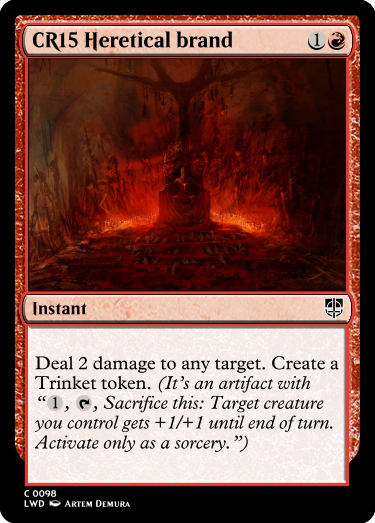 CR15 Heretical brand 1
Instant
Deal 2 damage to any target. Create a
Trinket token. (It's an artifact with
“1, , Sacrifice this: Target creature
you control gets +1/+1 until end of turn.
Activate only as a sorcery.”)
C 0098
LWD Artem Demura